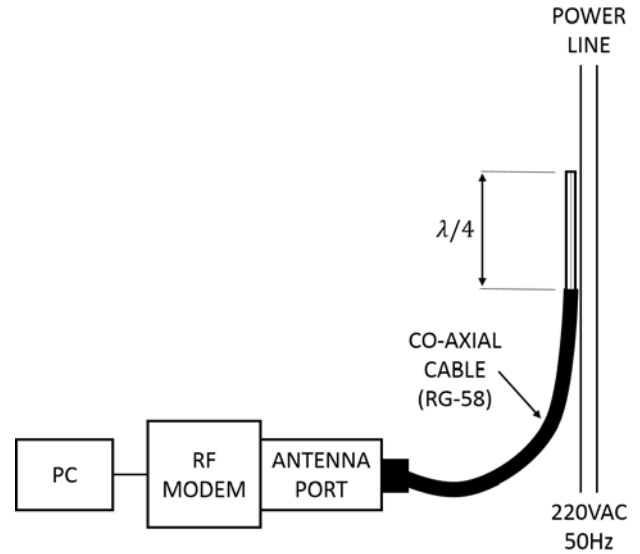 POWER
LINE
λ/4
CO-AXIAL
CABLE
(RG-58)
PC
RF
MODEM
ANTENNA
PORT
220VAC
50Hz